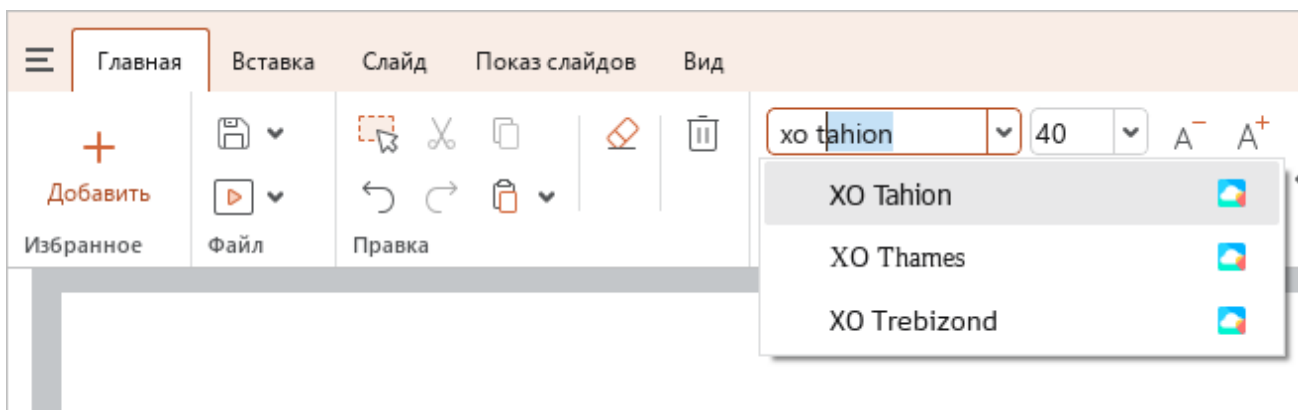 Главная Вставка Слайд Показ слайдов Вид
xo tahion 40 A− A+
Добавить
Избранное Файл Правка
XO Tahion
XO Thames
XO Trebizond